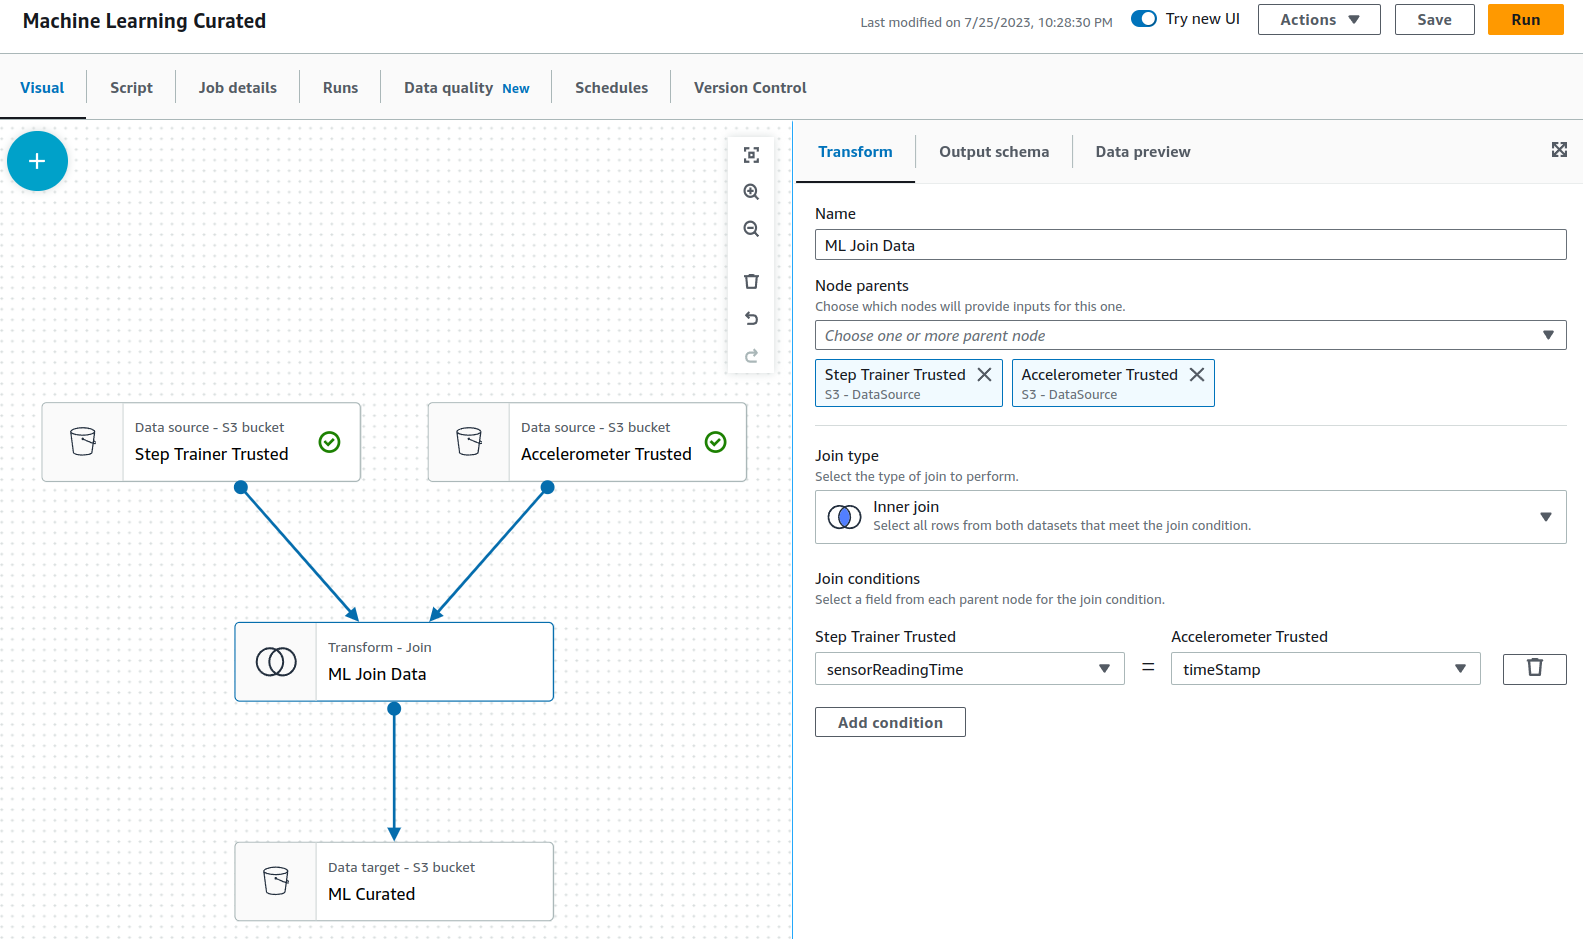 Machine Learning Curated
Last modified on 7/25/2023, 10:28:30 PM
Try new UI
Actions
Save
Run
Visual
Script
Job details
Runs
Data quality New
Schedules
Version Control
Data source - S3 bucket
Step Trainer Trusted
Data source - S3 bucket
Accelerometer Trusted
Transform - Join
ML Join Data
Data target - S3 bucket
ML Curated
Transform
Output schema
Data preview
Name
ML Join Data
Node parents
Choose which nodes will provide inputs for this one.
Choose one or more parent node
Step Trainer Trusted
S3 - DataSource
Accelerometer Trusted
S3 - DataSource
Join type
Select the type of join to perform.
Inner join
Select all rows from both datasets that meet the join condition.
Join conditions
Select a field from each parent node for the join condition.
Step Trainer Trusted
Accelerometer Trusted
sensorReadingTime = timeStamp
Add condition